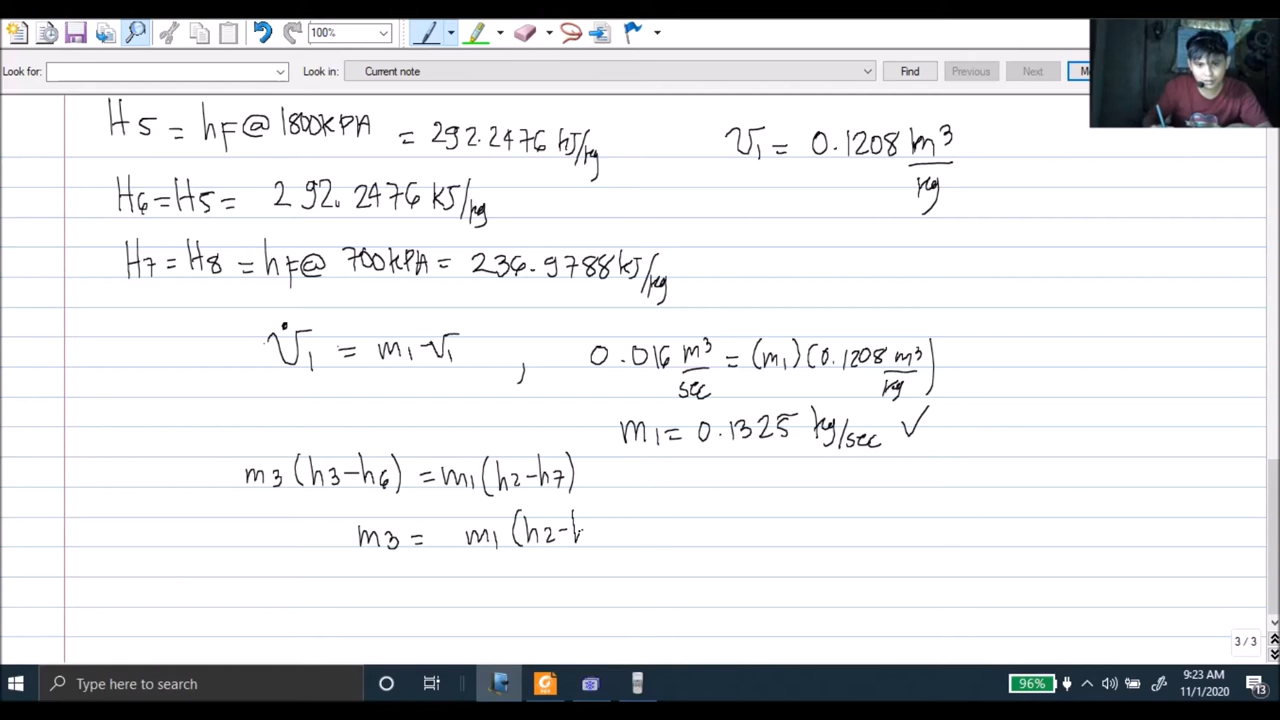 100%
Look for:
Look in:
Current note
Find
Previous
Next
H5 = hF@ 1800KPA = 292.2476 kJ/kg
V1 = 0.1208 m³/kg
H6 = H5 = 292.2476 KJ/kg
H7 = H8 = hF@ 700KPA = 236.9788 KJ/kg
V̇1 = m1 v1 , 0.016 m³/sec = (m1)(0.1208 m³/kg)
m1 = 0.1325 kg/sec ✓
m3 (h3-h6) = m1 (h2-h7)
m3 = m1 (h2-
3/3
Type here to search
96%
9:23 AM
11/1/2020
13